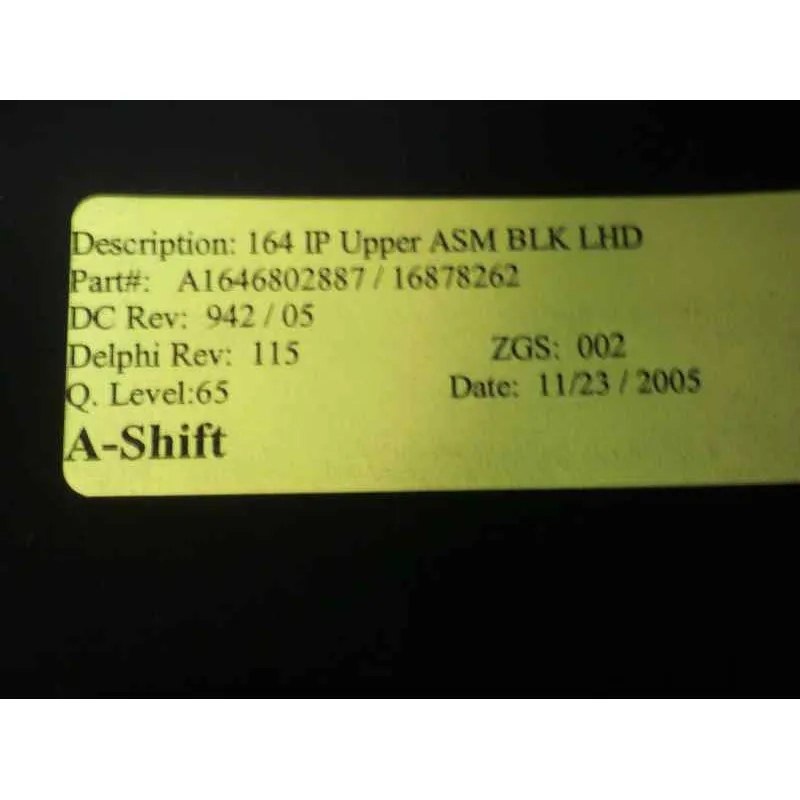 Description: 164 IP Upper ASM BLK LHD
Part#: A1646802887 / 16878262
DC Rev: 942 / 05
Delphi Rev: 115 ZGS: 002
Q. Level:65 Date: 11/23 / 2005
A-Shift